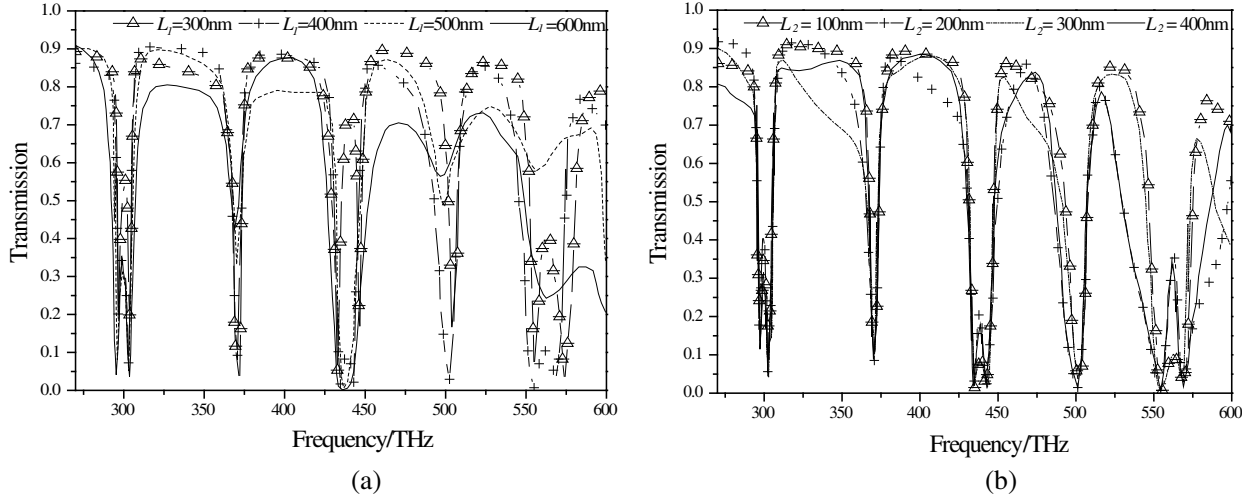 L1=300nm L1=400nm L1=500nm L1=600nm
1.0
0.9
0.8
0.7
0.6
0.5
0.4
0.3
0.2
0.1
0.0
Transmission
300 350 400 450 500 550 600
Frequency/THz
(a)
L2 = 100nm L2 = 200nm L2 = 300nm L2 = 400nm
1.0
0.9
0.8
0.7
0.6
0.5
0.4
0.3
0.2
0.1
0.0
Transmission
300 350 400 450 500 550 600
Frequency/THz
(b)